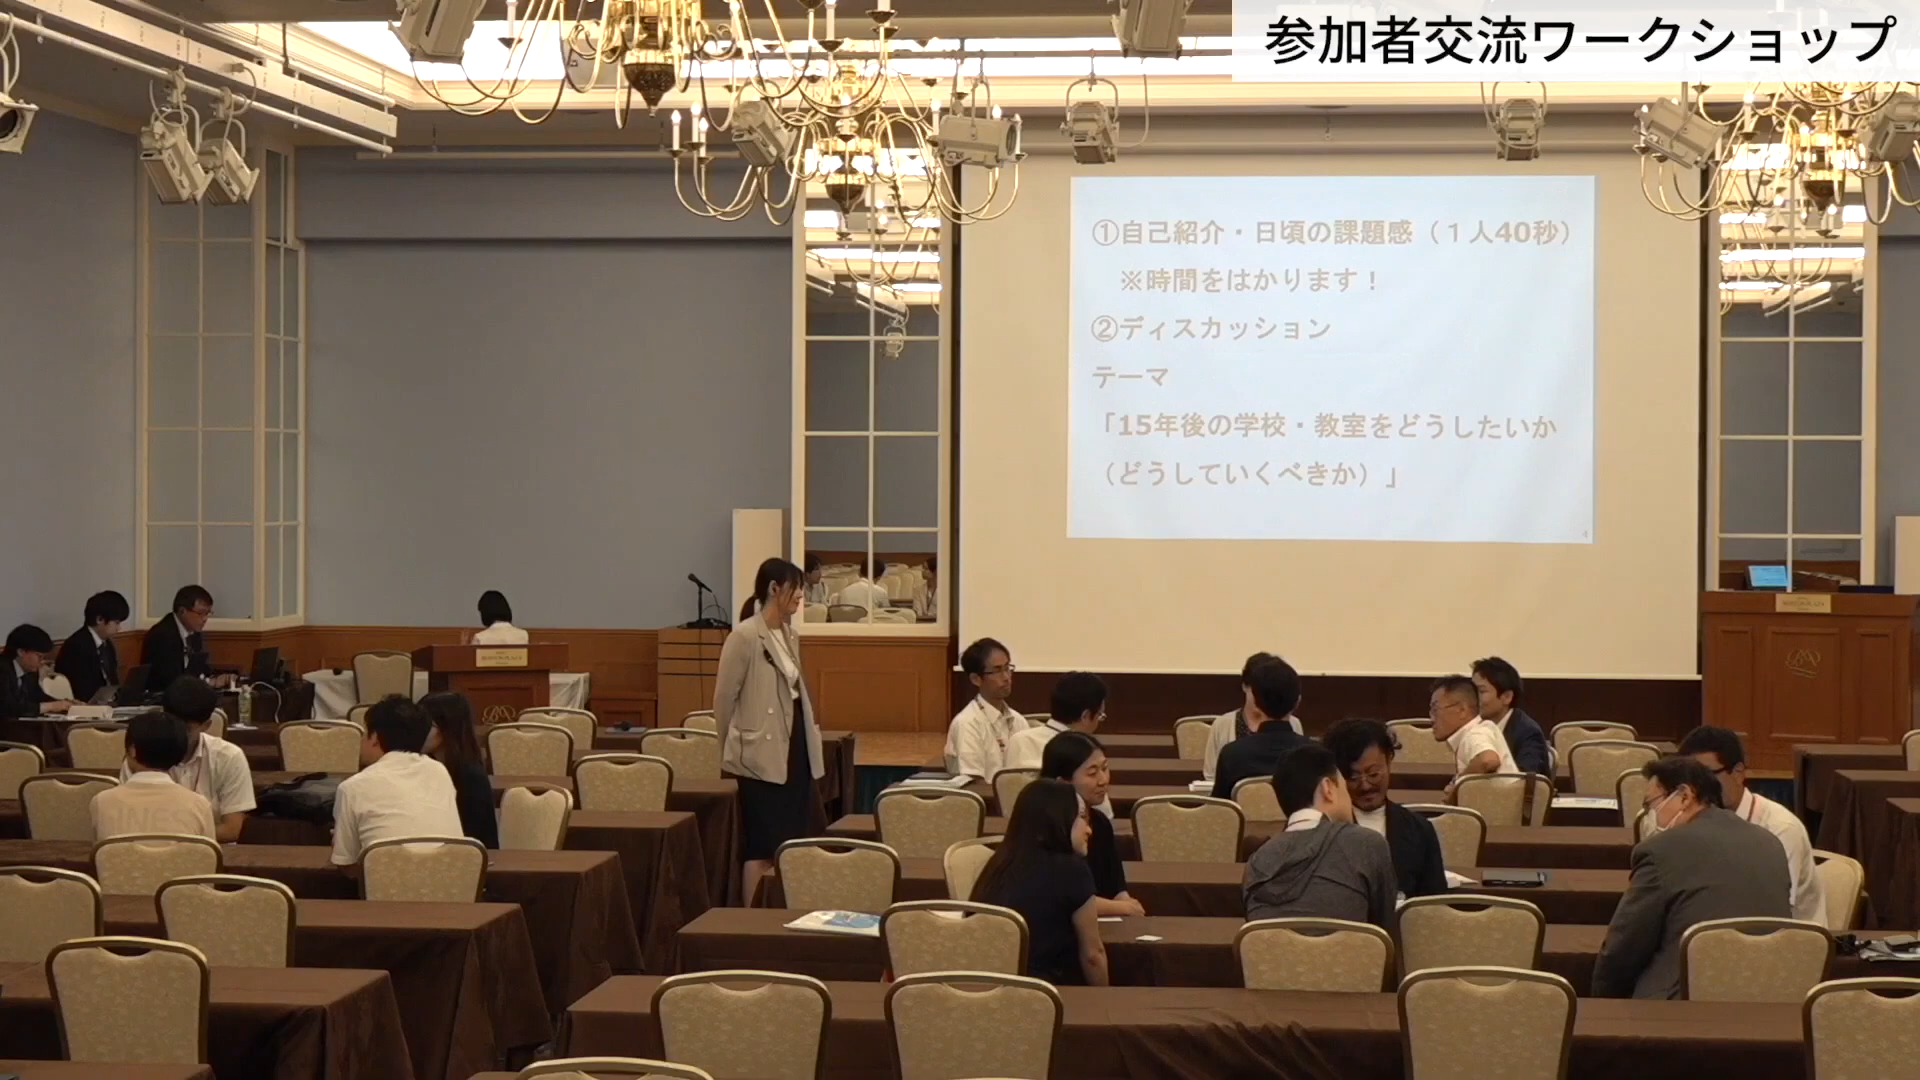 参加者交流ワークショップ
①自己紹介・日頃の課題感（１人40秒）
※時間をはかります！
②ディスカッション
テーマ
「15年後の学校・教室をどうしたいか
（どうしていくべきか）」